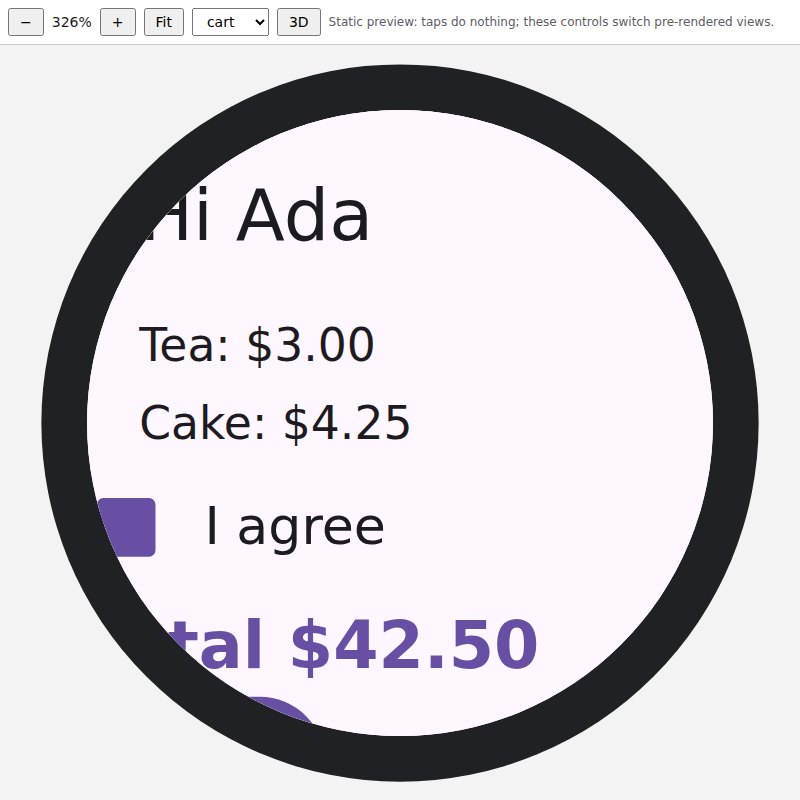 − 326% + Fit cart 3D Static preview: taps do nothing; these controls switch pre-rendered views.
Hi Ada
Tea: $3.00
Cake: $4.25
I agree
tal $42.50